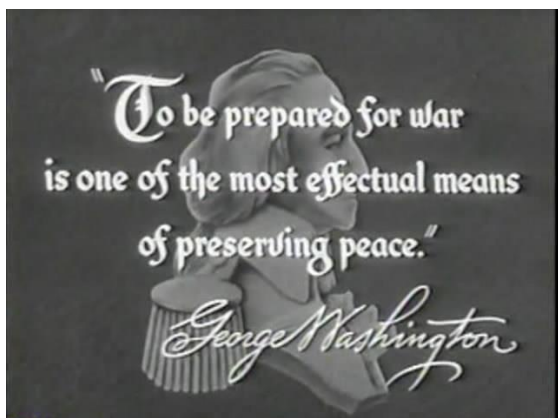 "To be prepared for war
is one of the most effectual means
of preserving peace."
George Washington